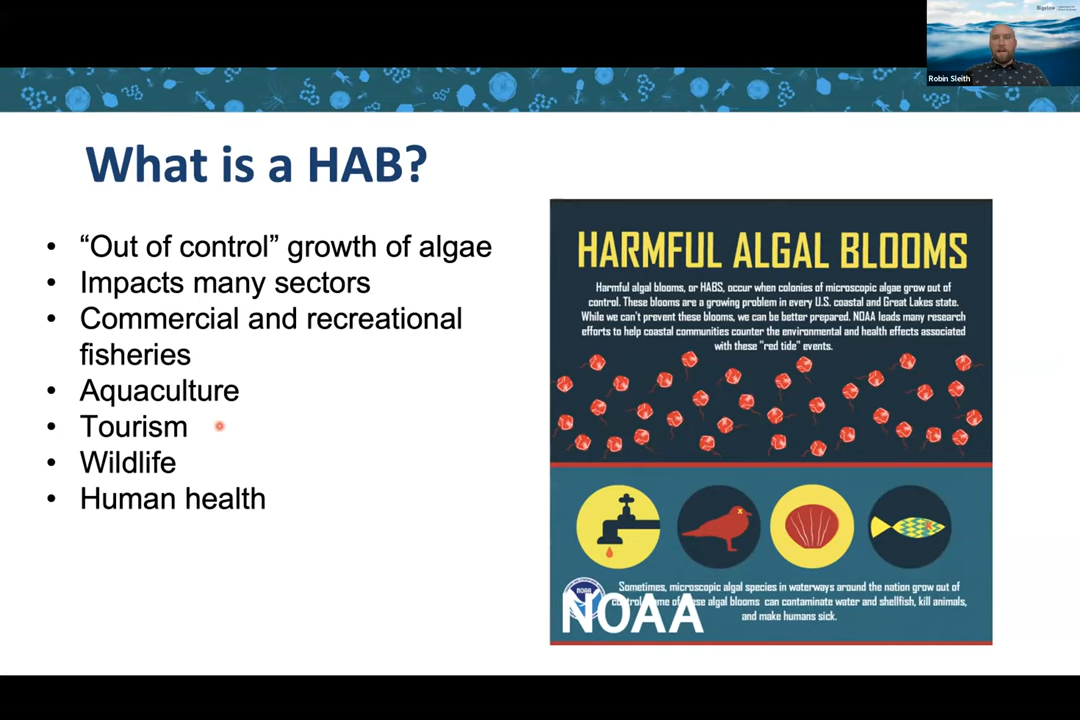 Bigelow
Robin Sleith
What is a HAB?
• “Out of control” growth of algae
• Impacts many sectors
• Commercial and recreational
fisheries
• Aquaculture
• Tourism
• Wildlife
• Human health
HARMFUL ALGAL BLOOMS
Harmful algal blooms, or HABS, occur when colonies of microscopic algae grow out of
control. These blooms are a growing problem in every U.S. coastal and Great Lakes state.
While we can't prevent these blooms, we can be better prepared. NOAA leads many research
efforts to help coastal communities counter the environmental and health effects associated
with these "red tide" events.
Sometimes, microscopic algal species in waterways around the nation grow out of
algal blooms can contaminate water and shellfish, kill animals,
and make humans sick.
NOAA
NOAA